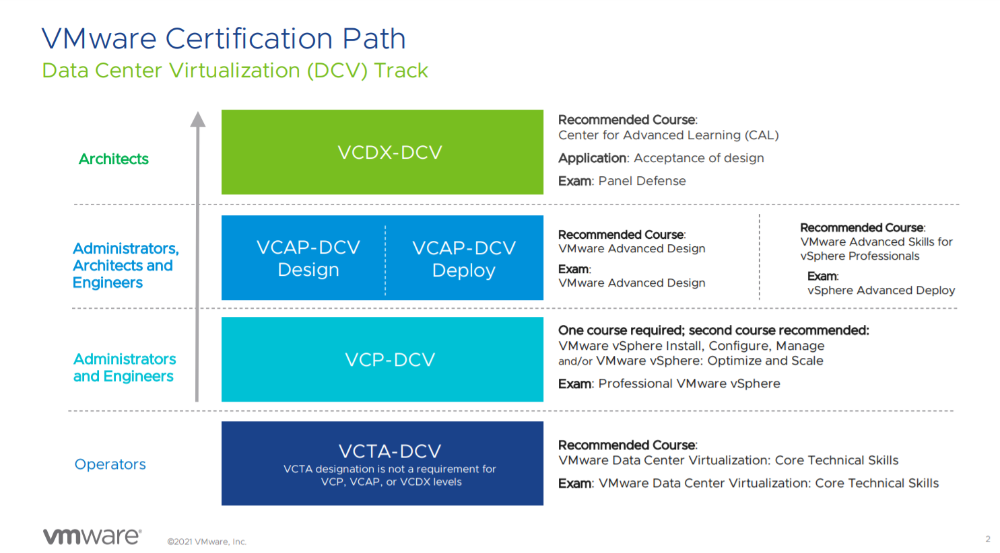 VMware Certification Path
Data Center Virtualization (DCV) Track
Architects
VCDX-DCV
Recommended Course:
Center for Advanced Learning (CAL)
Application: Acceptance of design
Exam: Panel Defense
Administrators,
Architects and
Engineers
VCAP-DCV
Design
VCAP-DCV
Deploy
Recommended Course:
VMware Advanced Design
Exam:
VMware Advanced Design
Recommended Course:
VMware Advanced Skills for
vSphere Professionals
Exam:
vSphere Advanced Deploy
Administrators
and Engineers
VCP-DCV
One course required; second course recommended:
VMware vSphere Install, Configure, Manage
and/or VMware vSphere: Optimize and Scale
Exam: Professional VMware vSphere
Operators
VCTA-DCV
VCTA designation is not a requirement for
VCP, VCAP, or VCDX levels
Recommended Course:
VMware Data Center Virtualization: Core Technical Skills
Exam: VMware Data Center Virtualization: Core Technical Skills
vmware®
©2021 VMware, Inc.
2